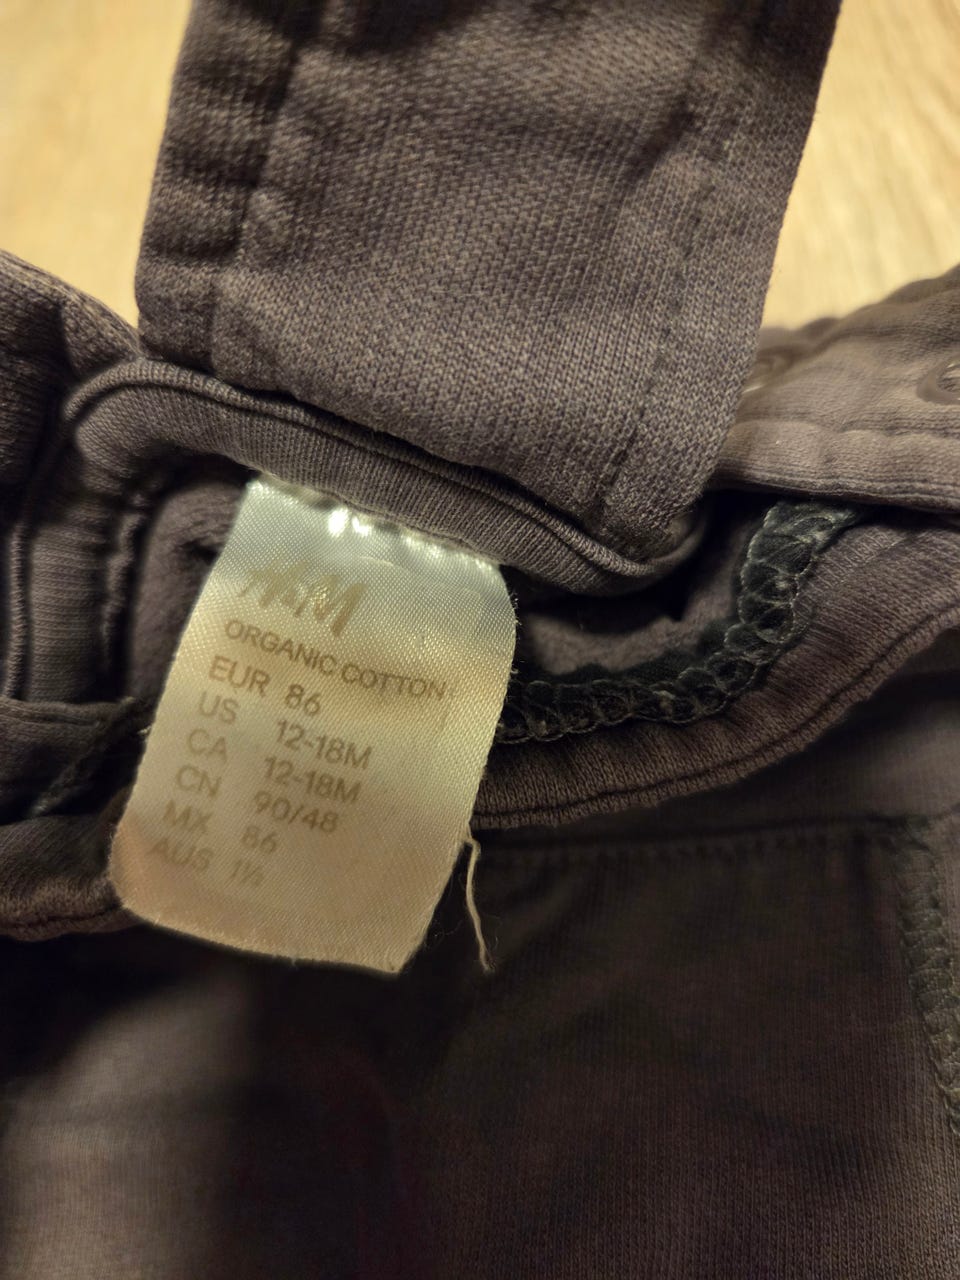 H&M
ORGANIC COTTON
EUR 86
US 12-18M
CA 12-18M
CN 90/48
MX 86
AUS 1½